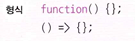 형식 function() {};
() => {};